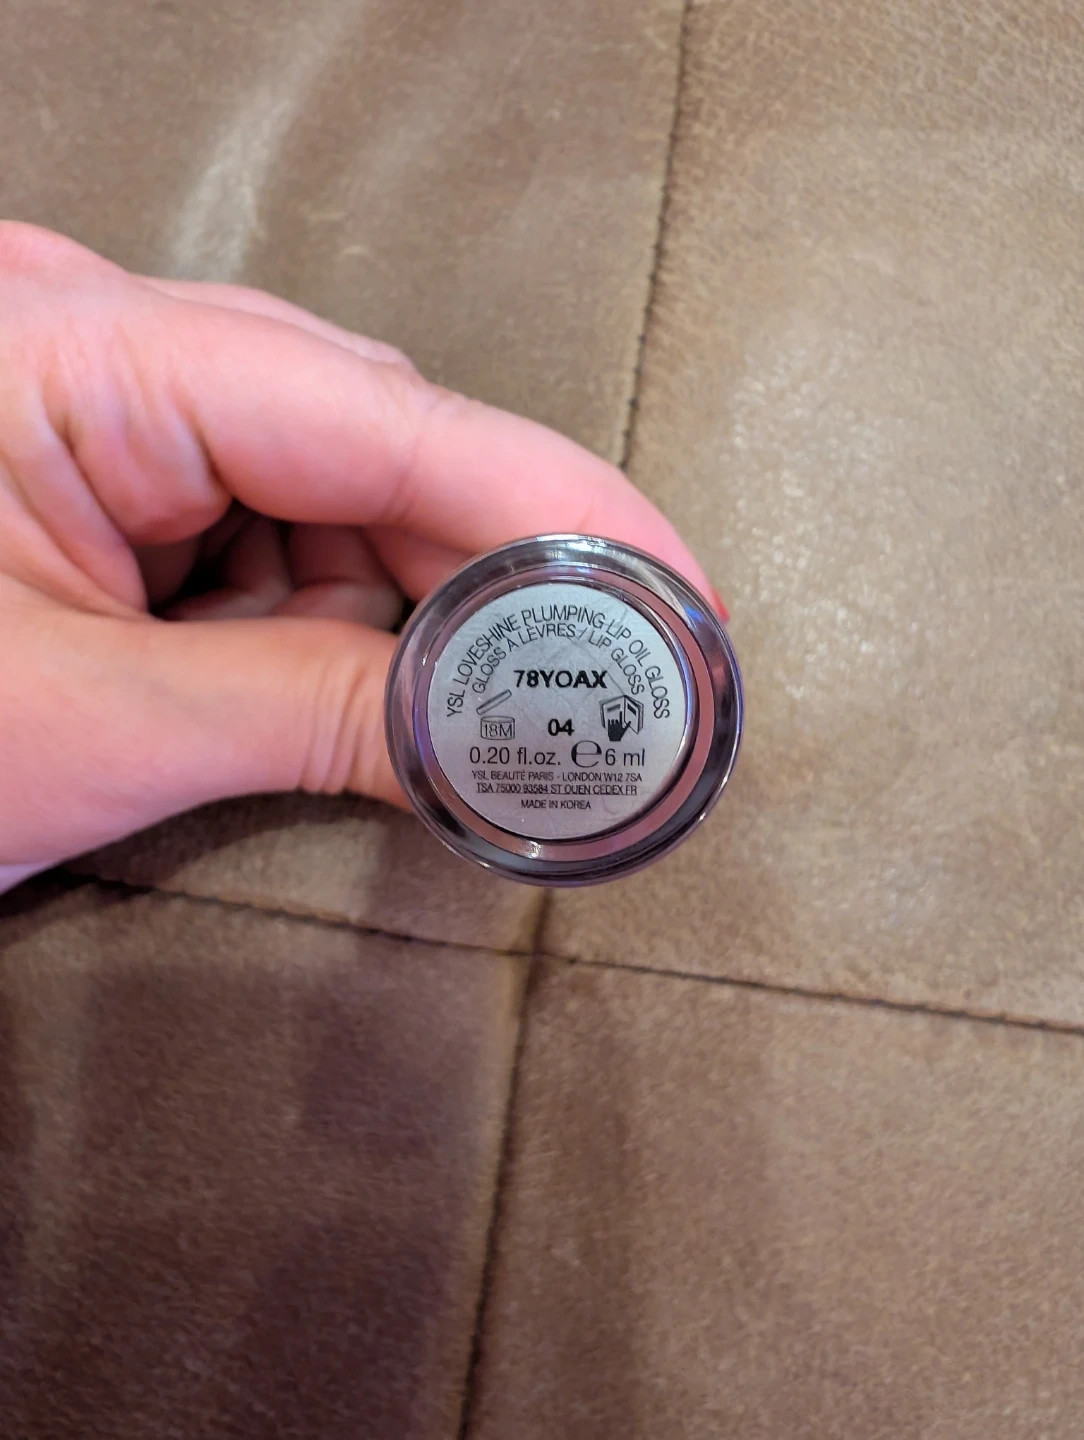 YSL LOVESHINE PLUMPING LIP OIL GLOSS
GLOSS À LÈVRES / LIP GLOSS
78YOAX
18M
04
0.20 fl.oz. ℮ 6 ml
YSL BEAUTÉ PARIS - LONDON W12 7SA
TSA 75000 93584 ST OUEN CEDEX FR
MADE IN KOREA